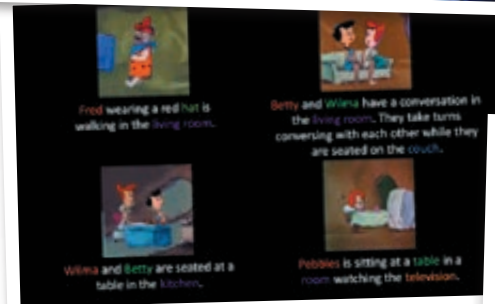 Fred wearing a red hat is
walking in the living room.
Betty and Wilma have a conversation in
the living room. They take turns
conversing with each other while they
are seated on the couch.
Wilma and Betty are seated at a
table in the kitchen.
Pebbles is sitting at a table in a
room watching the television.